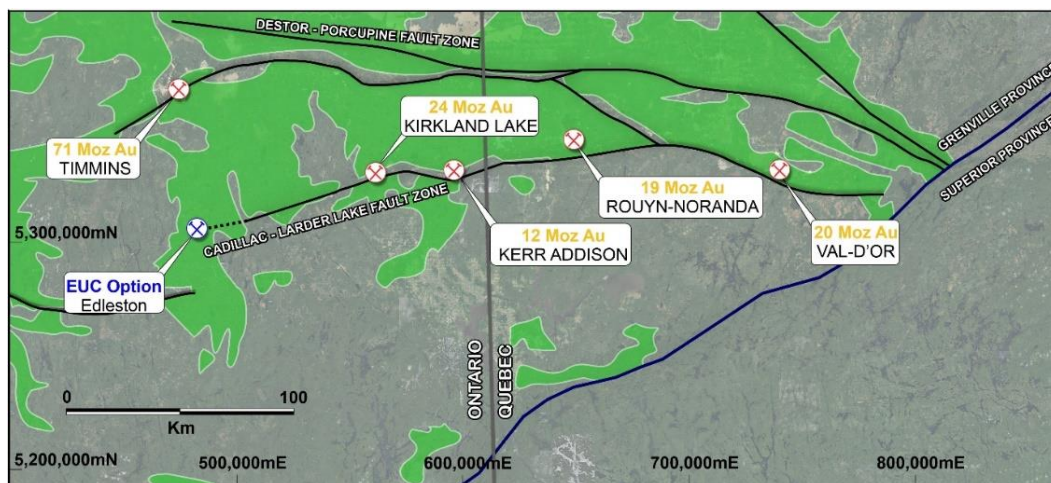 DESTOR - PORCUPINE FAULT ZONE
24 Moz Au
KIRKLAND LAKE
71 Moz Au
TIMMINS
GRENVILLE PROVINCE
SUPERIOR PROVINCE
19 Moz Au
ROUYN-NORANDA
CADILLAC - LARDER LAKE FAULT ZONE
12 Moz Au
KERR ADDISON
20 Moz Au
VAL-D'OR
5,300,000mN
EUC Option
Edleston
ONTARIO
QUEBEC
0 100
Km
5,200,000mN
500,000mE
600,000mE
700,000mE
800,000mE